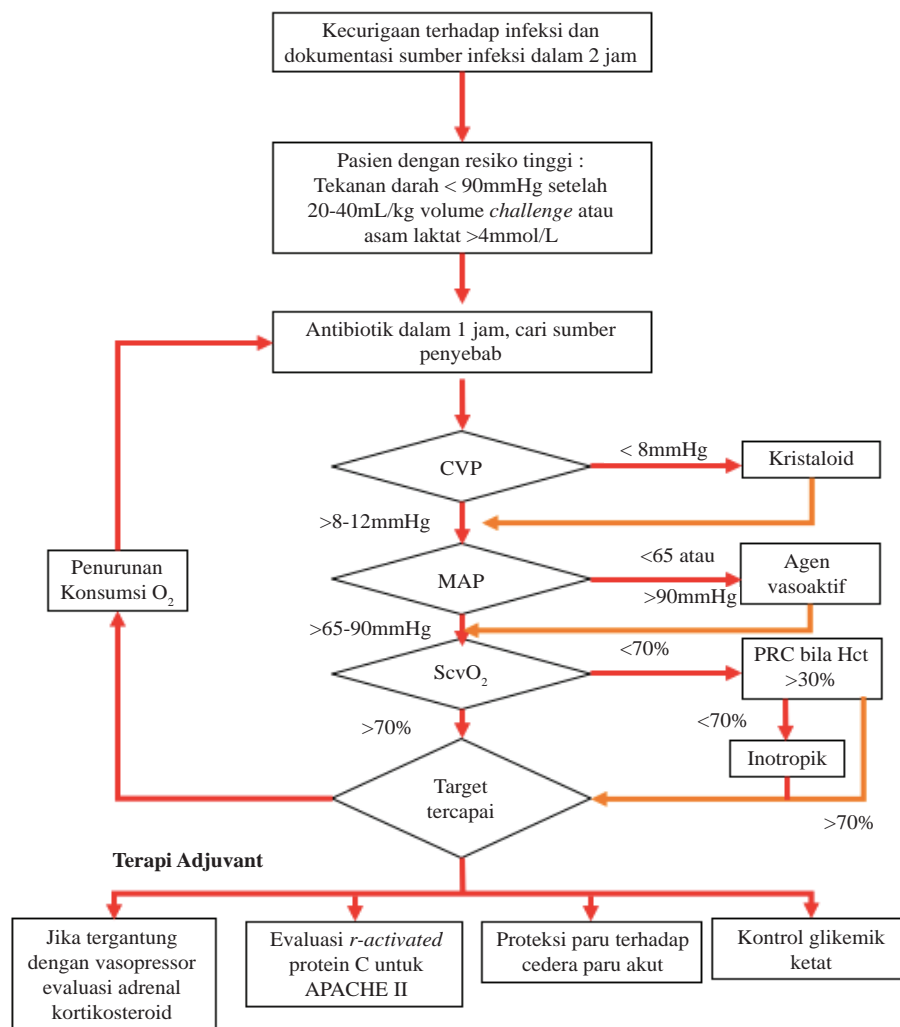 Kecurigaan terhadap infeksi dan
dokumentasi sumber infeksi dalam 2 jam
Pasien dengan resiko tinggi :
Tekanan darah < 90mmHg setelah
20-40mL/kg volume challenge atau
asam laktat >4mmol/L
Antibiotik dalam 1 jam, cari sumber
penyebab
CVP
< 8mmHg
Kristaloid
>8-12mmHg
Penurunan
Konsumsi O₂
MAP
<65 atau
>90mmHg
Agen
vasoaktif
>65-90mmHg
ScvO₂
<70%
PRC bila Hct
>30%
>70%
<70%
Inotropik
Target
tercapai
>70%
Terapi Adjuvant
Jika tergantung
dengan vasopressor
evaluasi adrenal
kortikosteroid
Evaluasi r-activated
protein C untuk
APACHE II
Proteksi paru terhadap
cedera paru akut
Kontrol glikemik
ketat